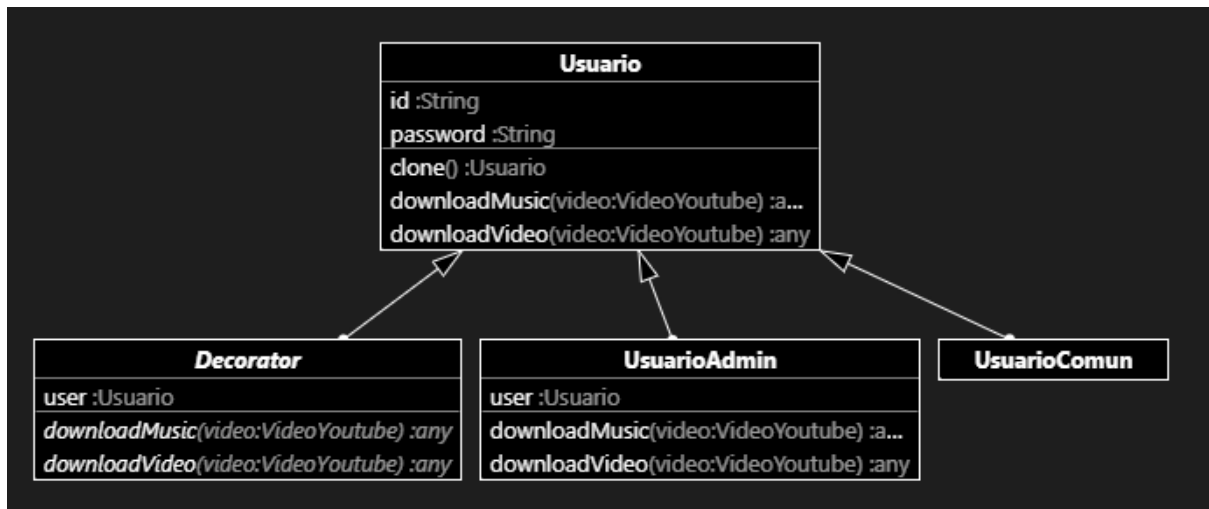 Usuario
id :String
password :String
clone() :Usuario
downloadMusic(video:VideoYoutube) :a...
downloadVideo(video:VideoYoutube) :any
Decorator
user :Usuario
downloadMusic(video:VideoYoutube) :any
downloadVideo(video:VideoYoutube) :any
UsuarioAdmin
user :Usuario
downloadMusic(video:VideoYoutube) :a...
downloadVideo(video:VideoYoutube) :any
UsuarioComun